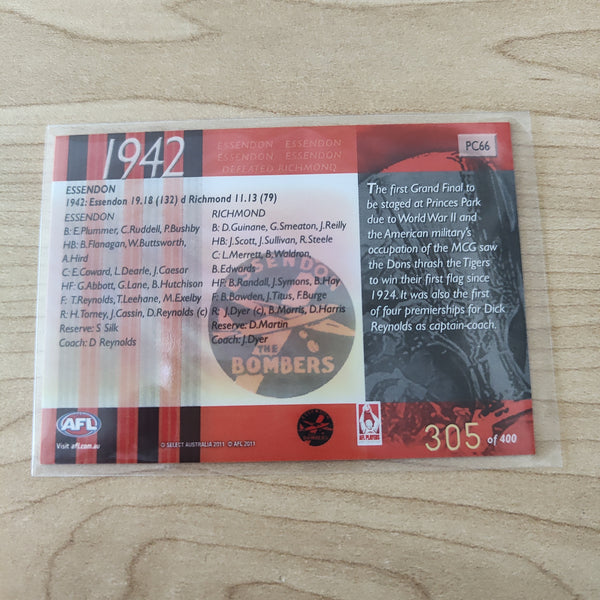 1942
ESSENDON ESSENDON
ESSENDON ESSENDON
DEFEATED RICHMOND
PC66
ESSENDON
1942: Essendon 19.18 (132) d Richmond 11.13 (79)
ESSENDON
B: E.Plummer, C.Ruddell, P.Bushby
HB: B.Flanagan, W.Buttsworth,
A.Hird
C: E.Coward, L.Dearle, J.Caesar
HF: G.Abbott, G.Lane, B.Hutchison
F: T.Reynolds, T.Leehane, M.Exelby
R: H.Torney, J.Cassin, D.Reynolds (c)
Reserve: S Silk
Coach: D Reynolds
RICHMOND
B: D.Guinane, G.Smeaton, J.Reilly
HB: J.Scott, J.Sullivan, R.Steele
C: L.Merrett, B.Waldron,
B.Edwards
HF: B.Randall, J.Symons, B.Hay
F: B.Bawden, J.Titus, F.Burge
R: J.Dyer (c), B.Morris, D.Harris
Reserve: D.Martin
Coach: J.Dyer
ESSENDON
THE
BOMBERS
The first Grand Final to
be staged at Princes Park
due to World War II and
the American military's
occupation of the MCG saw
the Dons thrash the Tigers
to win their first flag since
1924. It was also the first
of four premierships for Dick
Reynolds as captain-coach.
AFL
Visit afl.com.au
© SELECT AUSTRALIA 2011 © AFL 2011
BOMBERS
AFL PLAYERS
305 of 400